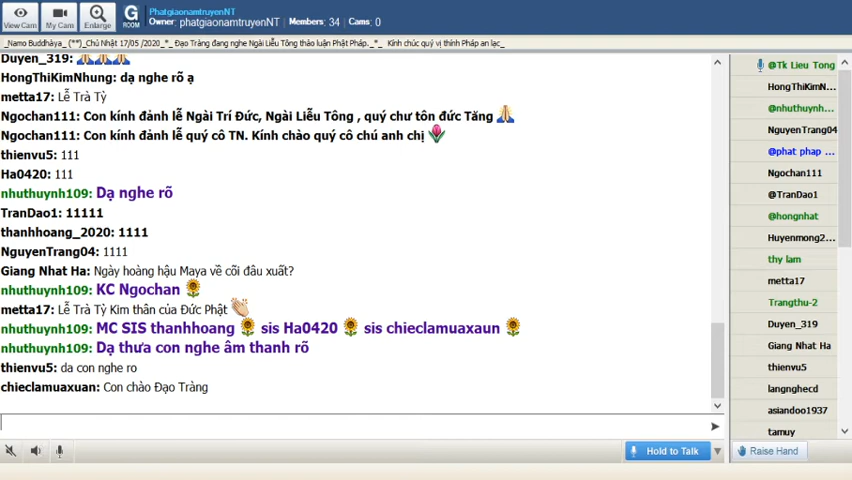 View Cam
My Cam
Enlarge
G
ROOM
PhatgiaonamtruyenNT
Owner: phatgiaonamtruyenNT | Members: 34 | Cams: 0
_Namo Buddhàya_ (**)_Chủ Nhật 17/05 /2020_*_ Đạo Tràng đang nghe Ngài Liễu Tông thảo luận Phật Pháp._*_ Kính chúc quý vị thính Pháp an lạc_
Duyen_319:
HongThiKimNhung: dạ nghe rõ ạ
metta17: Lễ Trà Tỳ
Ngochan111: Con kính đảnh lễ Ngài Trí Đức, Ngài Liễu Tông , quý chư tôn đức Tăng
Ngochan111: Con kính đảnh lễ quý cô TN. Kính chào quý cô chú anh chị
thienvu5: 111
Ha0420: 111
nhuthuynh109: Dạ nghe rõ
TranDao1: 11111
thanhhoang_2020: 1111
NguyenTrang04: 1111
Giang Nhat Ha: Ngày hoàng hậu Maya về cõi đâu xuất?
nhuthuynh109: KC Ngochan
metta17: Lễ Trà Tỳ Kim thân của Đức Phật
nhuthuynh109: MC SIS thanhhoang sis Ha0420 sis chieclamuaxaun
nhuthuynh109: Dạ thưa con nghe âm thanh rõ
thienvu5: da con nghe ro
chieclamuaxuan: Con chào Đạo Tràng
Hold to Talk
@Tk Lieu Tong
HongThiKimN...
@nhuthuynh...
NguyenTrang04
@phat phap ...
Ngochan111
@TranDao1
@hongnhat
Huyenmong2...
thy lam
metta17
Trangthu-2
Duyen_319
Giang Nhat Ha
thienvu5
langnghecd
asiandoo1937
tamuy
Raise Hand